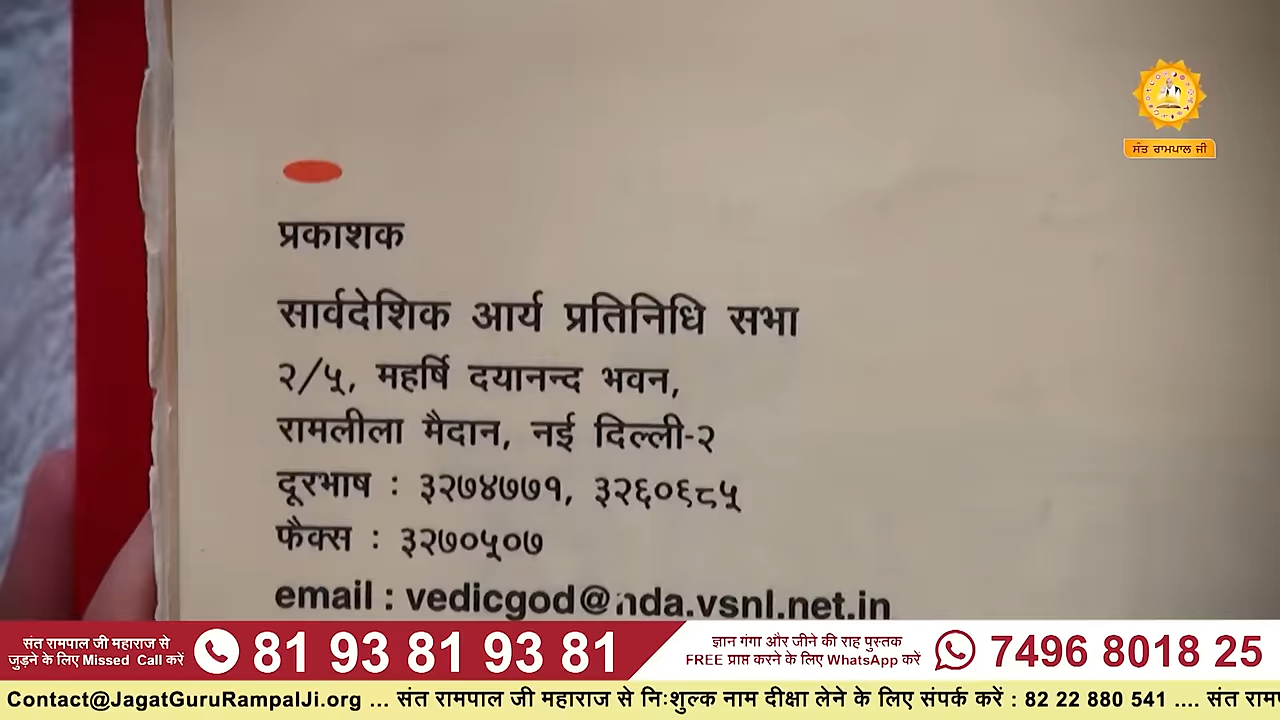 ਸੰਤ ਰਾਮਪਾਲ ਜੀ
प्रकाशक
सार्वदेशिक आर्य प्रतिनिधि सभा
२/५, महर्षि दयानन्द भवन,
रामलीला मैदान, नई दिल्ली-२
दूरभाष : ३२७४७७१, ३२६०९८५
फैक्स : ३२७०५०७
email : vedicgod@nda.vsnl.net.in
संत रामपाल जी महाराज से
जुड़ने के लिए Missed Call करें
81 93 81 93 81
ज्ञान गंगा और जीने की राह पुस्तक
FREE प्राप्त करने के लिए WhatsApp करें
7496 8018 25
Contact@JagatGuruRampalJi.org ... संत रामपाल जी महाराज से निःशुल्क नाम दीक्षा लेने के लिए संपर्क करें : 82 22 880 541 .... संत राम